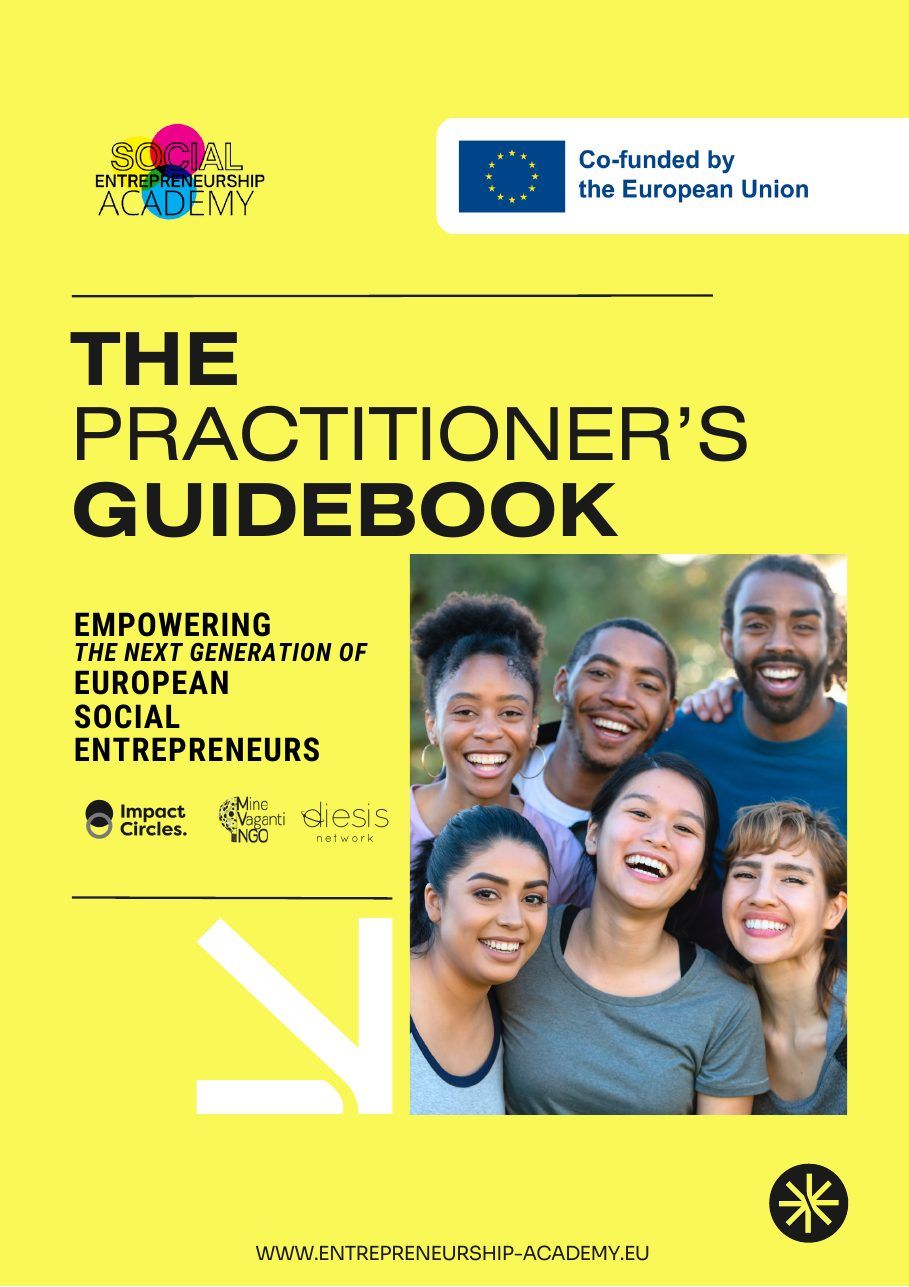 SOCIAL
ENTREPRENEURSHIP
ACADEMY
Co-funded by
the European Union
THE
PRACTITIONER’S
GUIDEBOOK
EMPOWERING
THE NEXT GENERATION OF
EUROPEAN
SOCIAL
ENTREPRENEURS
Impact
Circles.
Mine
Vaganti
NGO
diesis
network
WWW.ENTREPRENEURSHIP-ACADEMY.EU